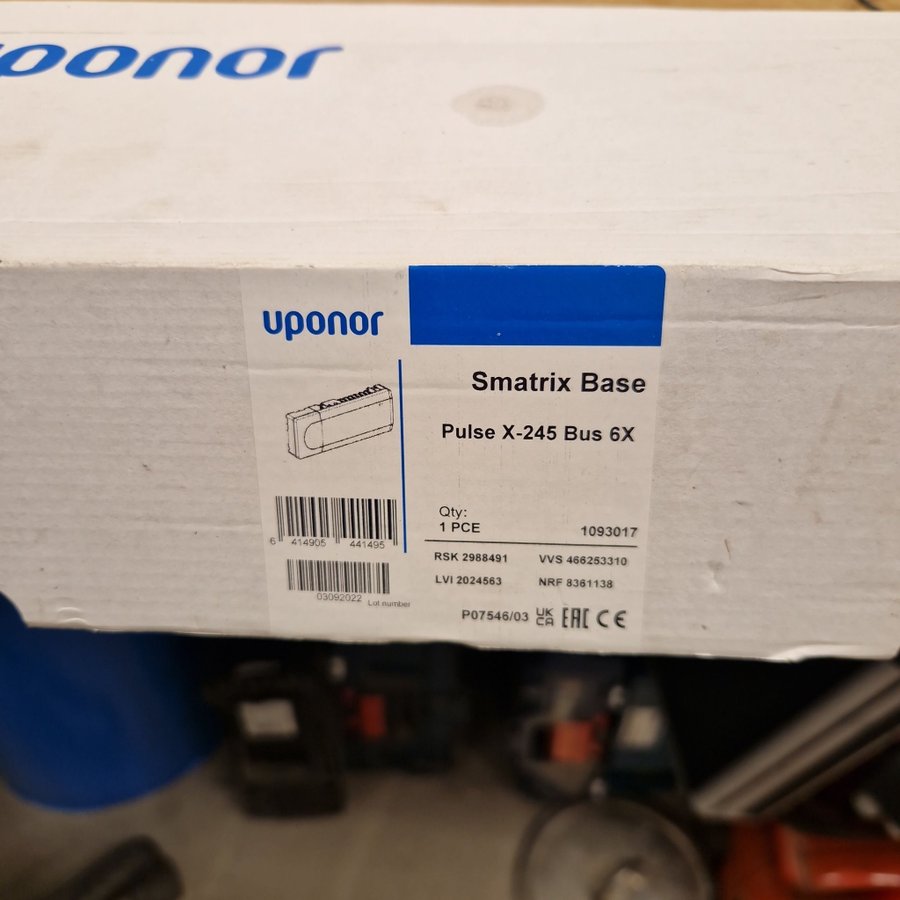 uponor
uponor
Smatrix Base
Pulse X-245 Bus 6X
Qty:
1 PCE
1093017
6 414905 441495
RSK 2988491
VVS 466253310
LVI 2024563
NRF 8361138
03092022
Lot number
P07546/03 UK CA EAC CE